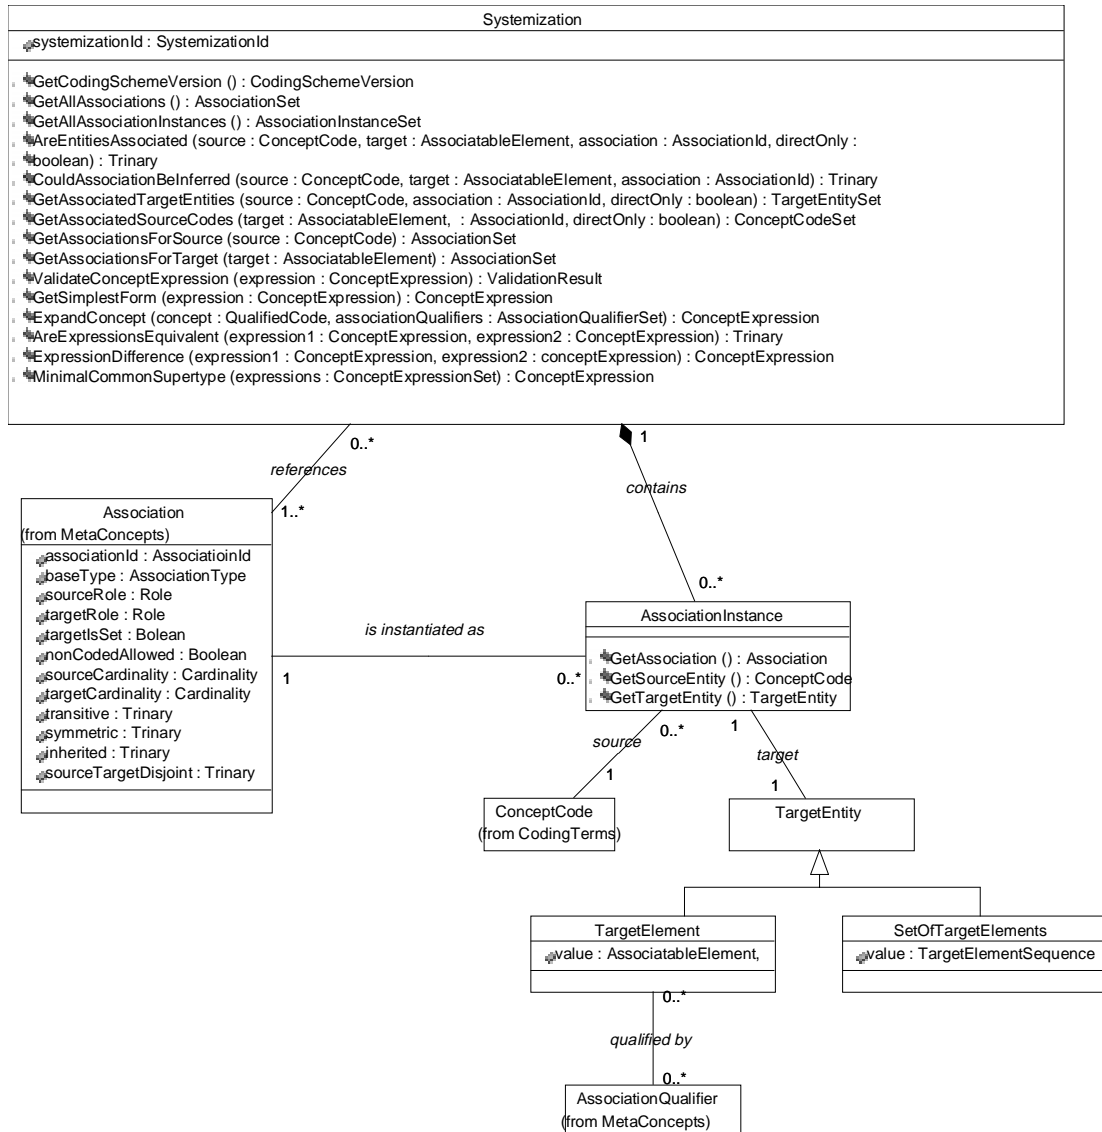 Systemization
systemizationId : SystemizationId
GetCodingSchemeVersion () : CodingSchemeVersion
GetAllAssociations () : AssociationSet
GetAllAssociationInstances () : AssociationInstanceSet
AreEntitiesAssociated (source : ConceptCode, target : AssociatableElement, association : AssociationId, directOnly :
boolean) : Trinary
CouldAssociationBeInferred (source : ConceptCode, target : AssociatableElement, association : AssociationId) : Trinary
GetAssociatedTargetEntities (source : ConceptCode, association : AssociationId, directOnly : boolean) : TargetEntitySet
GetAssociatedSourceCodes (target : AssociatableElement,  : AssociationId, directOnly : boolean) : ConceptCodeSet
GetAssociationsForSource (source : ConceptCode) : AssociationSet
GetAssociationsForTarget (target : AssociatableElement) : AssociationSet
ValidateConceptExpression (expression : ConceptExpression) : ValidationResult
GetSimplestForm (expression : ConceptExpression) : ConceptExpression
ExpandConcept (concept : QualifiedCode, associationQualifiers : AssociationQualifierSet) : ConceptExpression
AreExpressionsEquivalent (expression1 : ConceptExpression, expression2 : ConceptExpression) : Trinary
ExpressionDifference (expression1 : ConceptExpression, expression2 : conceptExpression) : ConceptExpression
MinimalCommonSupertype (expressions : ConceptExpressionSet) : ConceptExpression
0..*
1
references
contains
1..*
0..*
Association
(from MetaConcepts)
associationId : AssociatioinId
baseType : AssociationType
sourceRole : Role
targetRole : Role
targetIsSet : Bolean
nonCodedAllowed : Boolean
sourceCardinality : Cardinality
targetCardinality : Cardinality
transitive : Trinary
symmetric : Trinary
inherited : Trinary
sourceTargetDisjoint : Trinary
is instantiated as
1
0..*
AssociationInstance
GetAssociation () : Association
GetSourceEntity () : ConceptCode
GetTargetEntity () : TargetEntity
0..*
1
source
target
1
1
ConceptCode
(from CodingTerms)
TargetEntity
TargetElement
value : AssociatableElement,
SetOfTargetElements
value : TargetElementSequence
0..*
qualified by
0..*
AssociationQualifier
(from MetaConcepts)